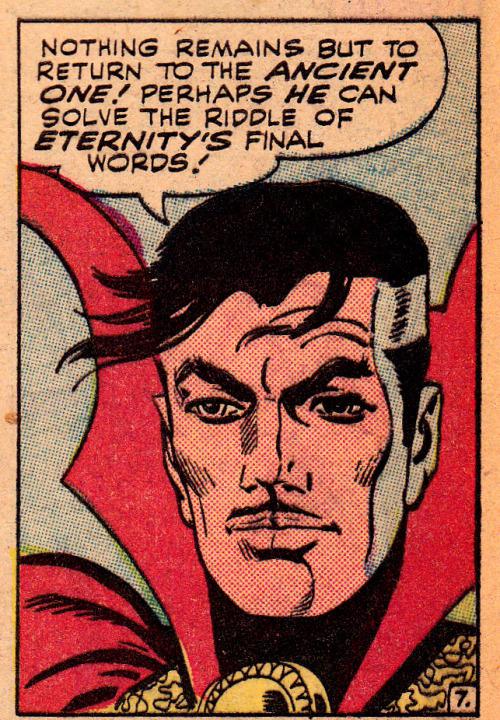 NOTHING REMAINS BUT TO
RETURN TO THE ANCIENT
ONE! PERHAPS HE CAN
SOLVE THE RIDDLE OF
ETERNITY'S FINAL
WORDS!
7.